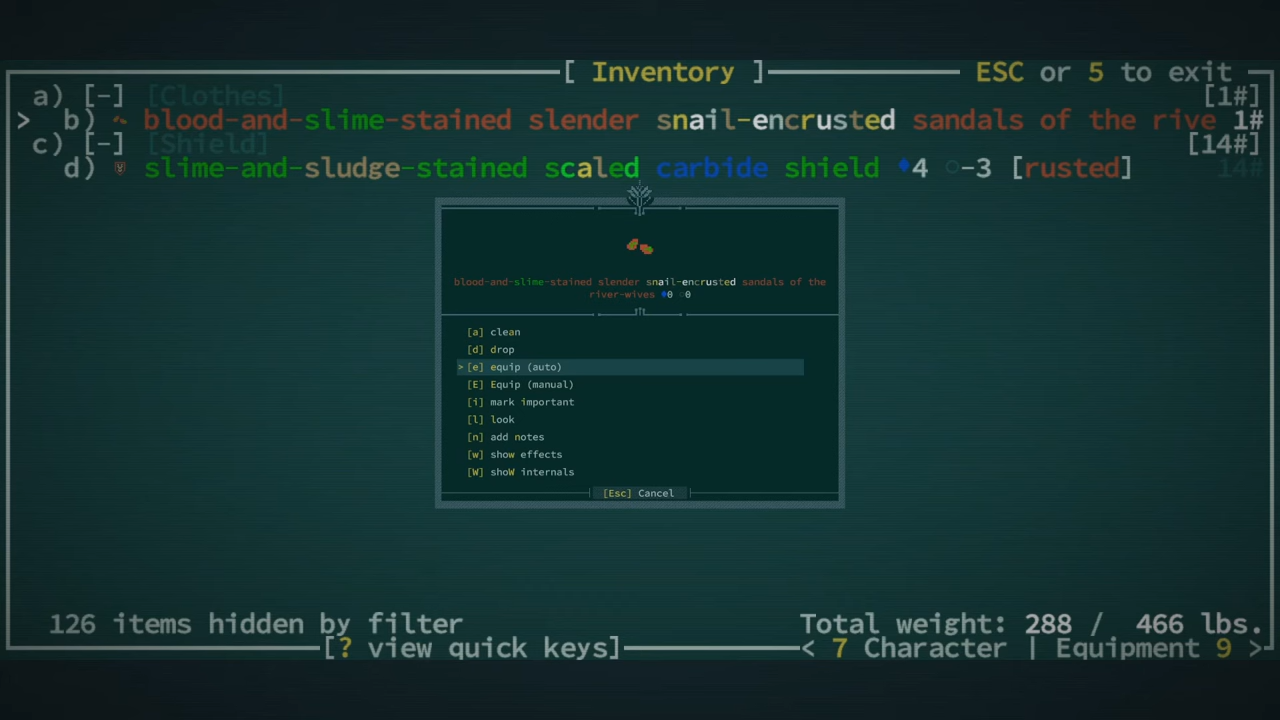 [ Inventory ] ESC or 5 to exit
a) [-] [Clothes] [1#]
> b) blood-and-slime-stained slender snail-encrusted sandals of the rive 1#
c) [-] [Shield] [14#]
d) slime-and-sludge-stained scaled carbide shield ♦4 ○-3 [rusted] 14#
blood-and-slime-stained slender snail-encrusted sandals of the
river-wives ♦0 ○0
[a] clean
[d] drop
> [e] equip (auto)
[E] Equip (manual)
[i] mark important
[l] look
[n] add notes
[w] show effects
[W] shoW internals
[Esc] Cancel
126 items hidden by filter
Total weight: 288 / 466 lbs.
[? view quick keys]
< 7 Character | Equipment 9 >